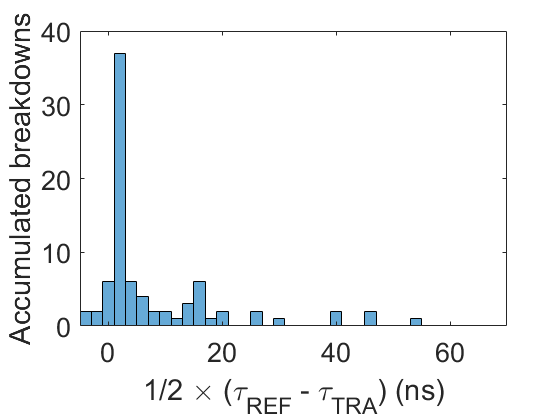 Accumulated breakdowns
40
30
20
10
0
0 20 40 60
1/2 × (τREF - τTRA) (ns)